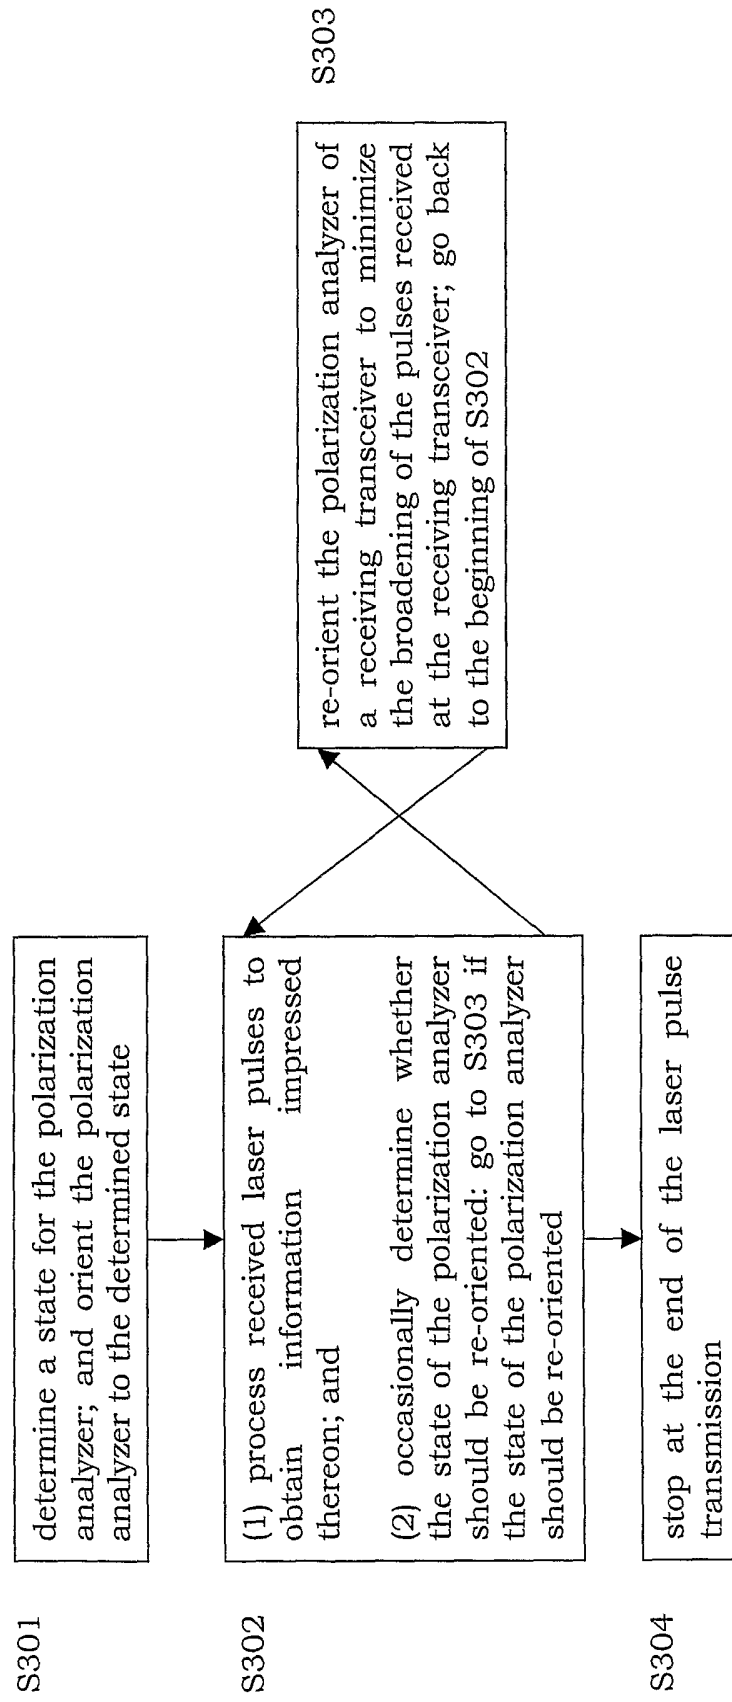 S301
determine a state for the polarization
analyzer; and orient the polarization
analyzer to the determined state
S302
(1) process received laser pulses to
obtain information impressed
thereon; and
(2) occasionally determine whether
the state of the polarization analyzer
should be re-oriented: go to S303 if
the state of the polarization analyzer
should be re-oriented
S303
re-orient the polarization analyzer of
a receiving transceiver to minimize
the broadening of the pulses received
at the receiving transceiver; go back
to the beginning of S302
S304
stop at the end of the laser pulse
transmission